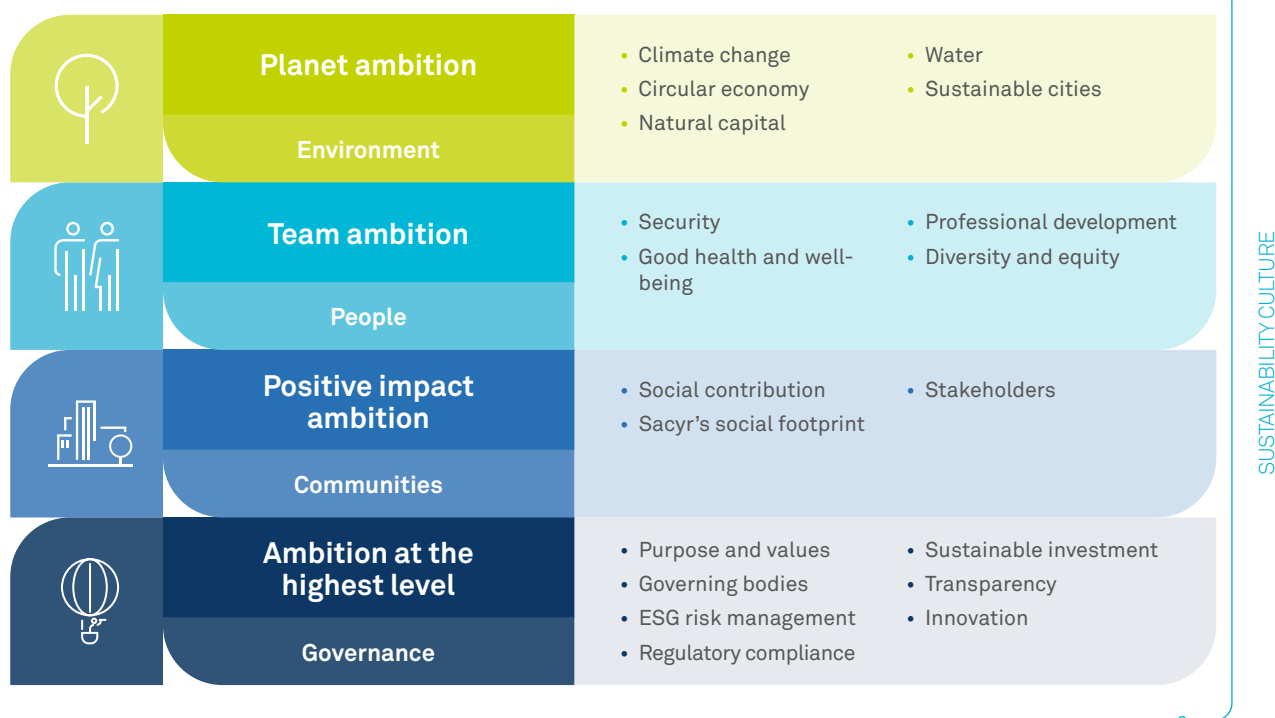 Planet ambition
Environment
• Climate change
• Circular economy
• Natural capital
• Water
• Sustainable cities
Team ambition
People
• Security
• Good health and well-
being
• Professional development
• Diversity and equity
Positive impact
ambition
Communities
• Social contribution
• Sacyr’s social footprint
• Stakeholders
Ambition at the
highest level
Governance
• Purpose and values
• Governing bodies
• ESG risk management
• Regulatory compliance
• Sustainable investment
• Transparency
• Innovation
SUSTAINABILITY CULTURE